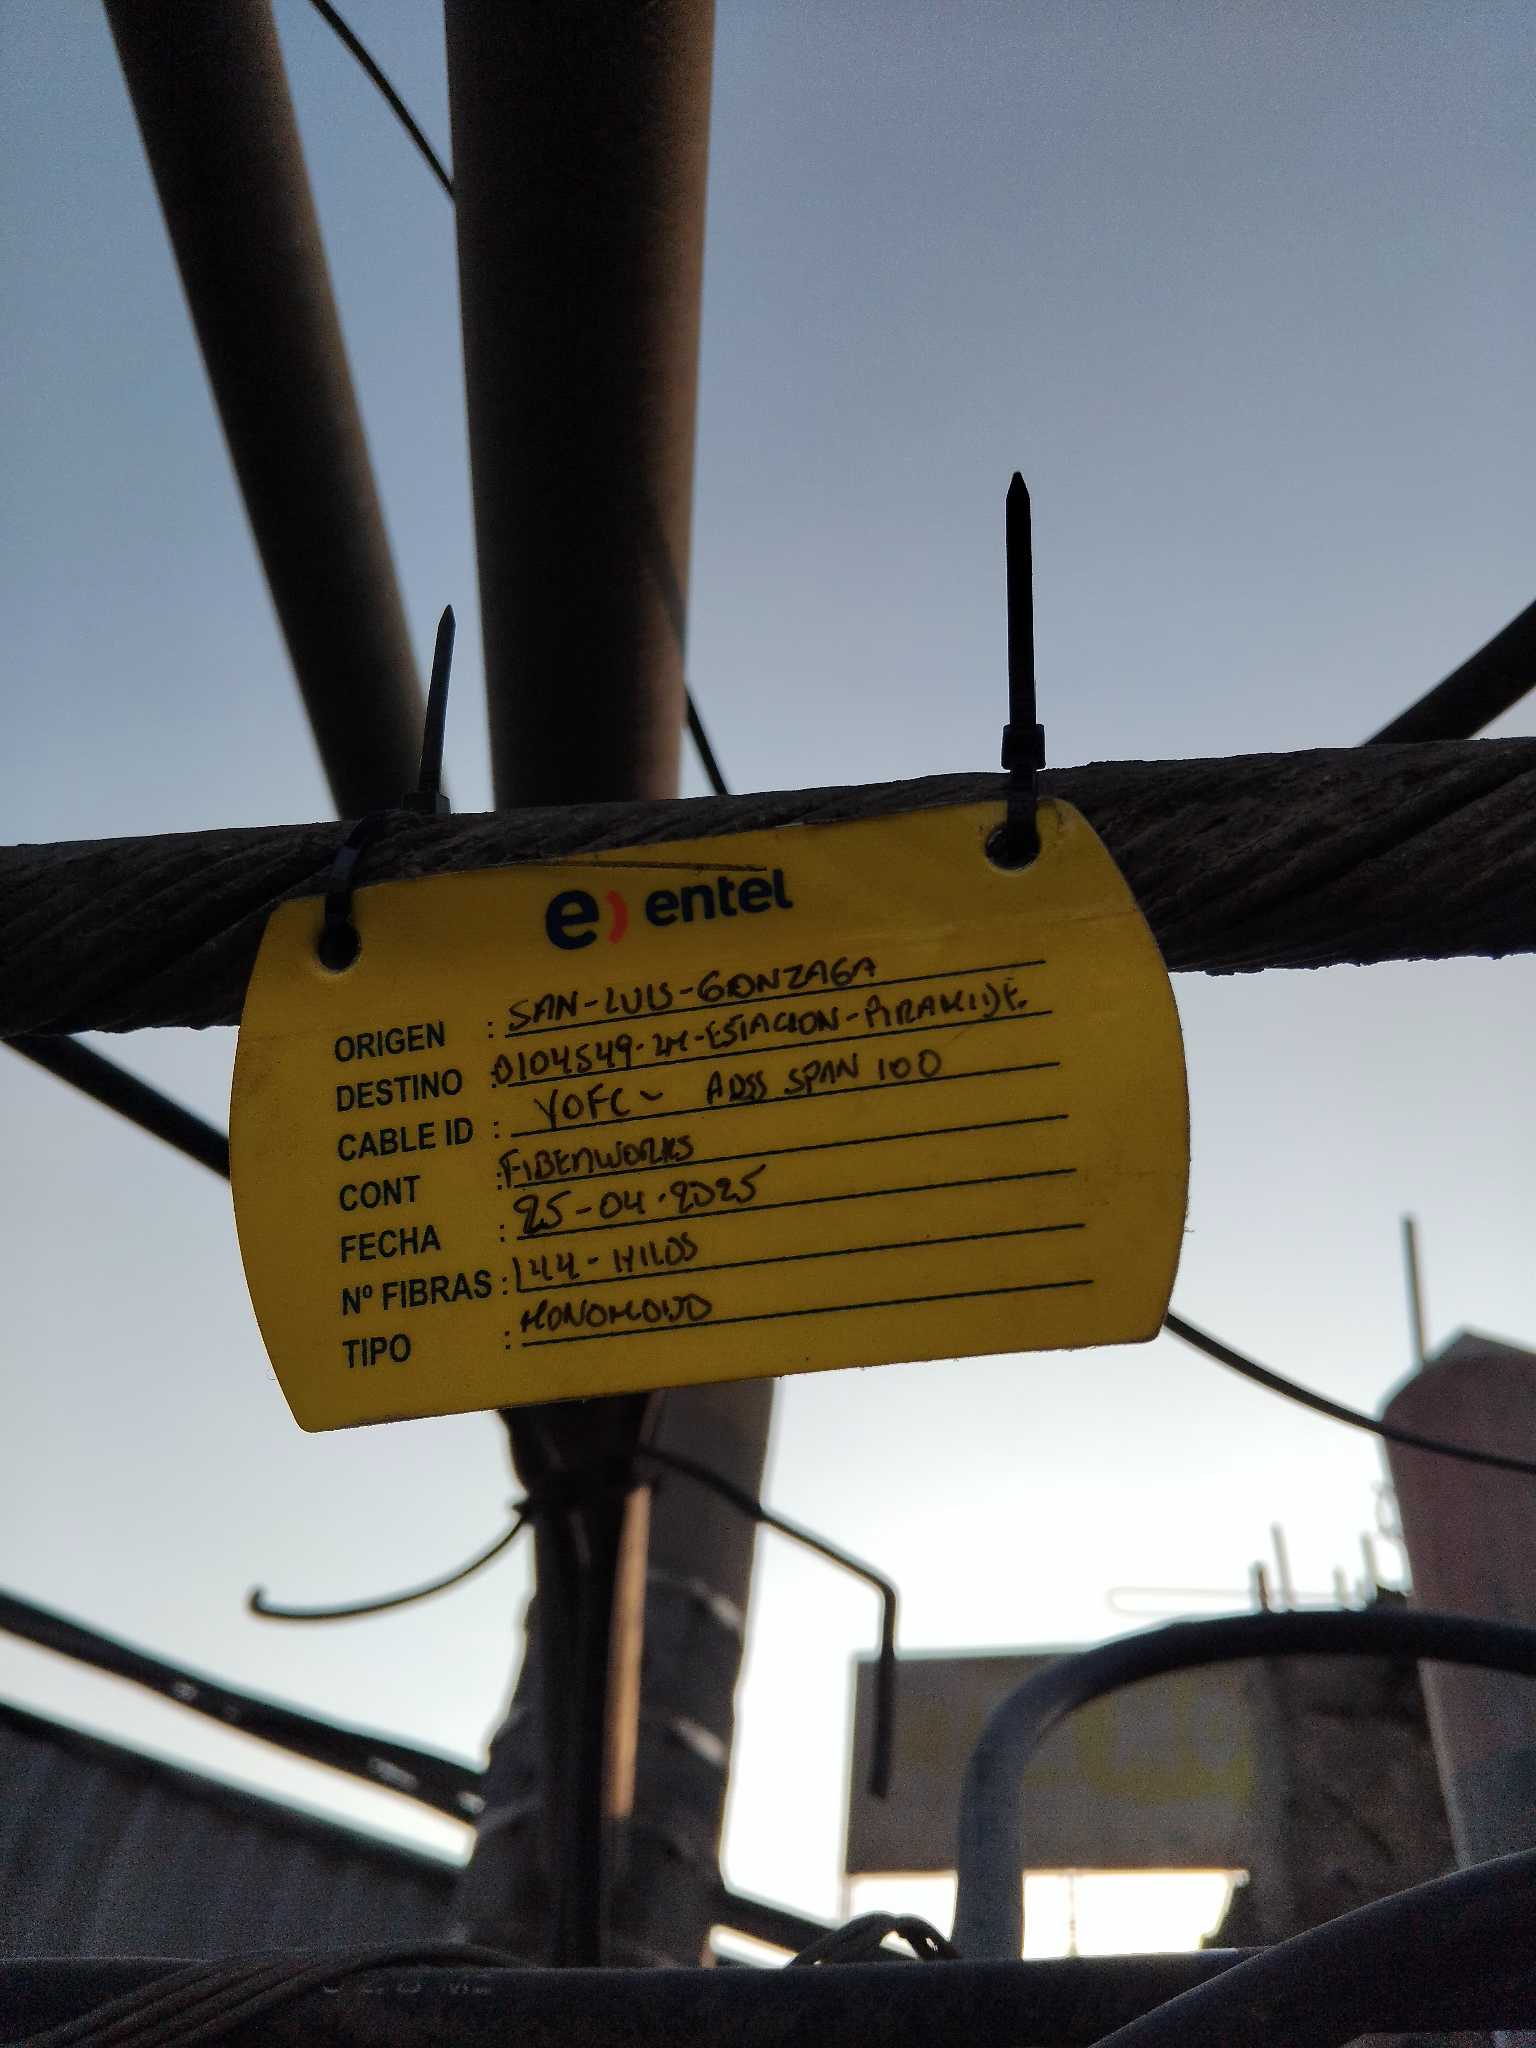 e) entel
ORIGEN : SAN-LUIS-GONZAGA
DESTINO : 0104549-LM-ESTACION-PIRAMIDE
CABLE ID : YOFC - ADSS SPAN 100
CONT : FIBERWORKS
FECHA : 25-04-2025
Nº FIBRAS : 144-HILOS
TIPO : MONOMODO